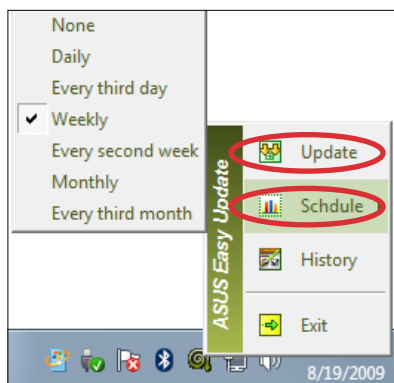 None
Daily
Every third day
Weekly
Every second week
Monthly
Every third month
ASUS Easy Update
Update
Schdule
History
Exit
8/19/2009